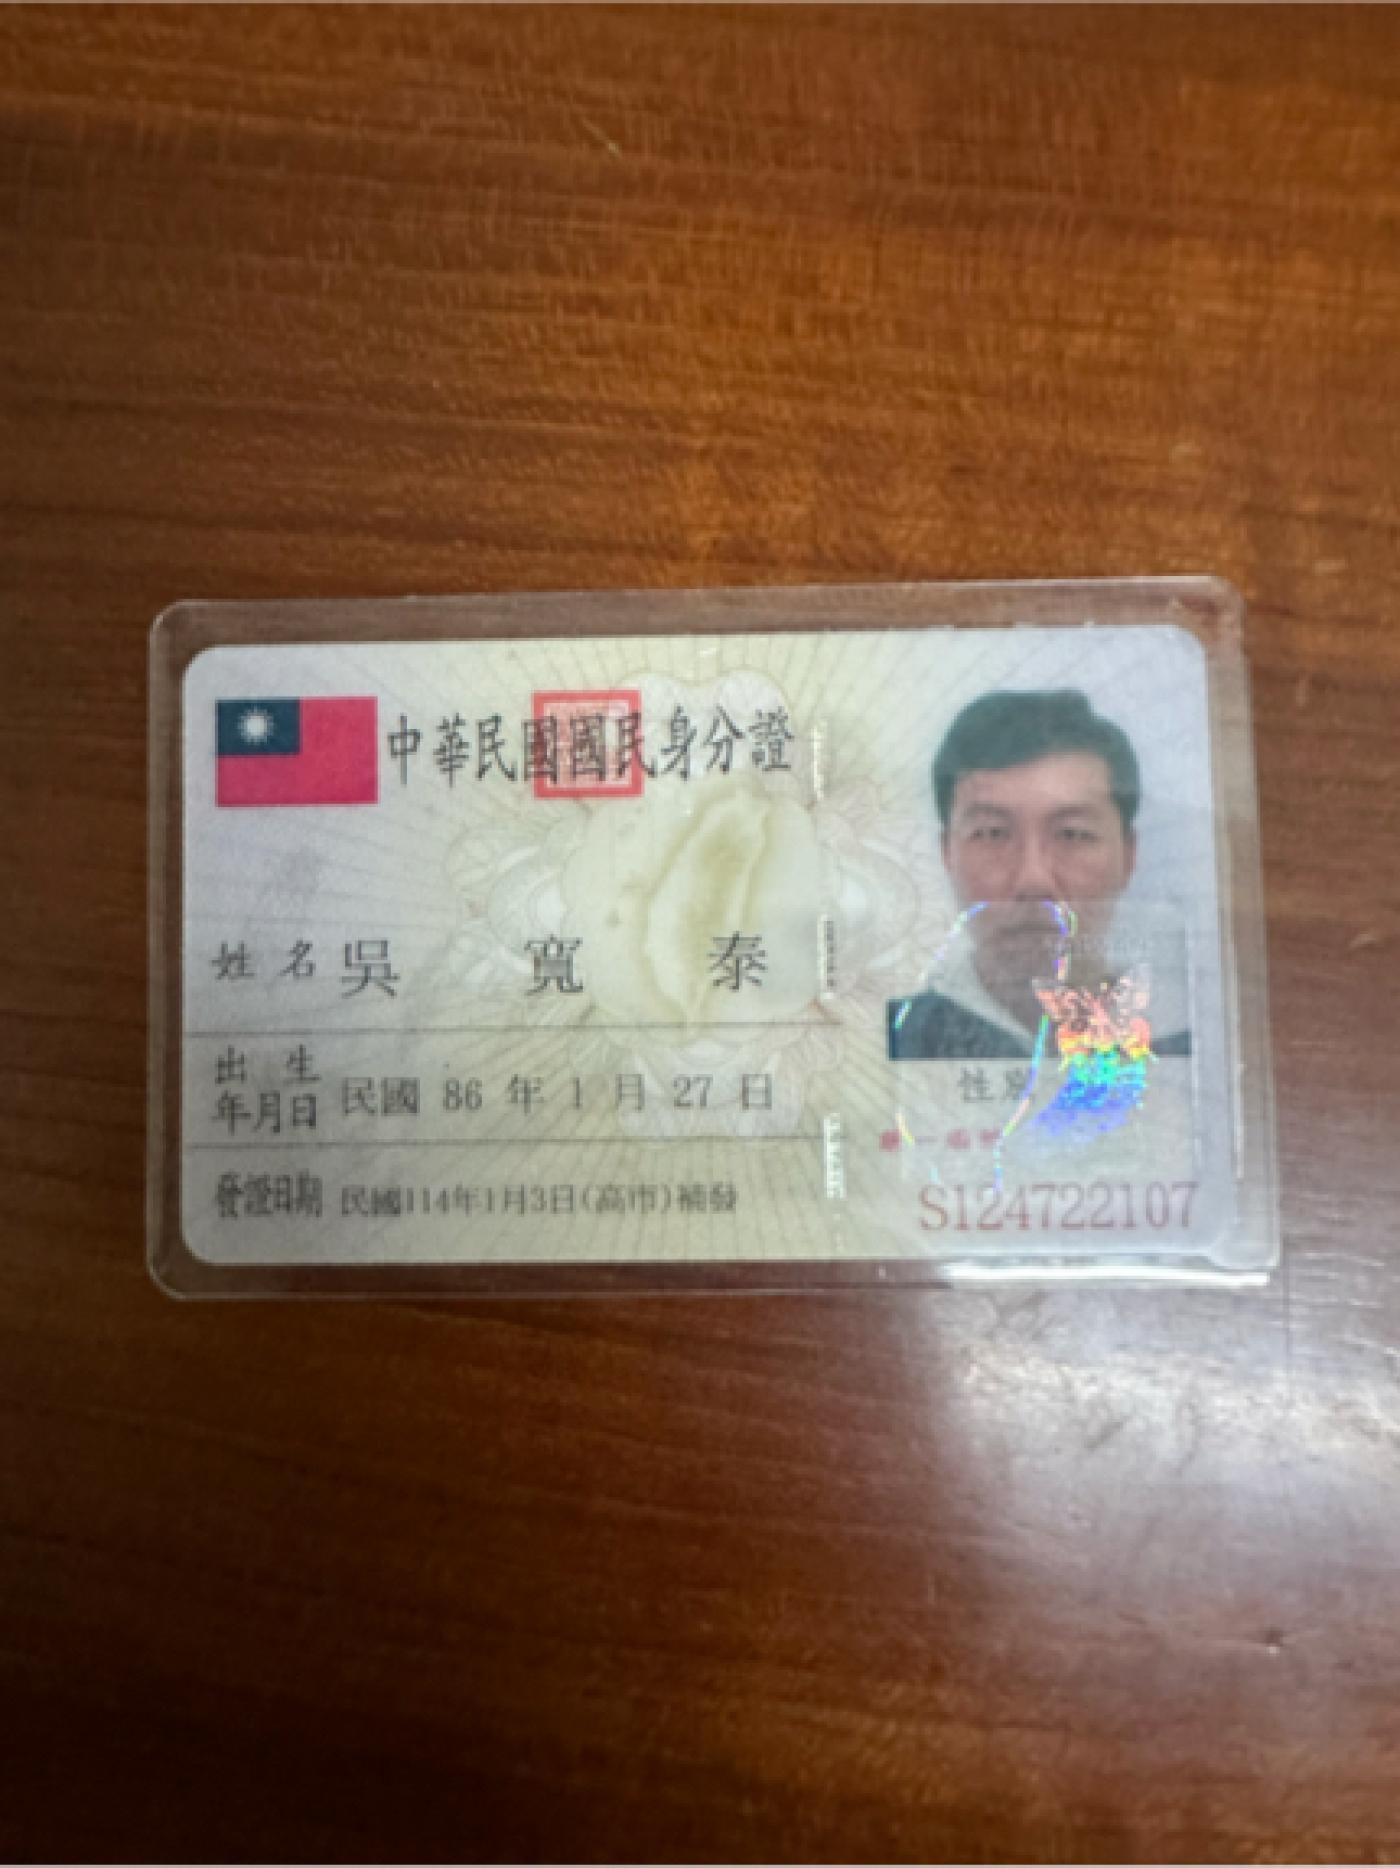 中華民國國民身分證
姓名 吳寬泰
出生年月日 民國 86 年 1 月 27 日
性別
發證日期 民國114年1月3日(高市)補發
S124722107